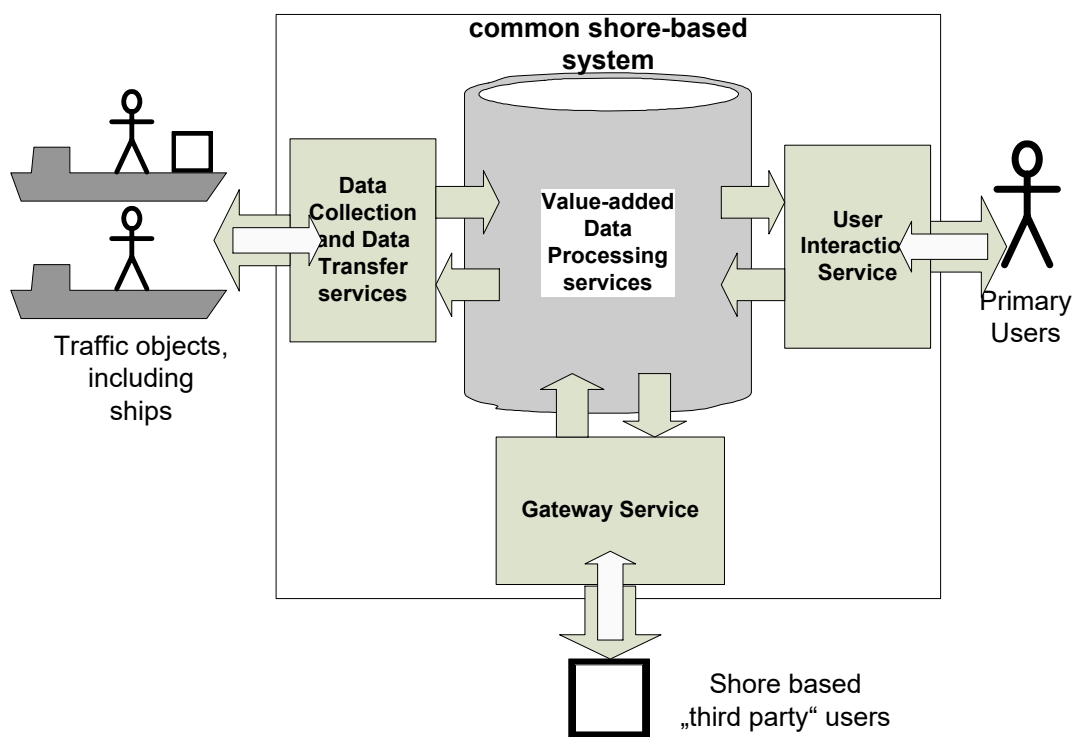 common shore-based
system
Data
Collection
and Data
Transfer
services
Value-added
Data
Processing
services
User
Interactio
Service
Primary
Users
Traffic objects,
including
ships
Gateway Service
Shore based
„third party“ users